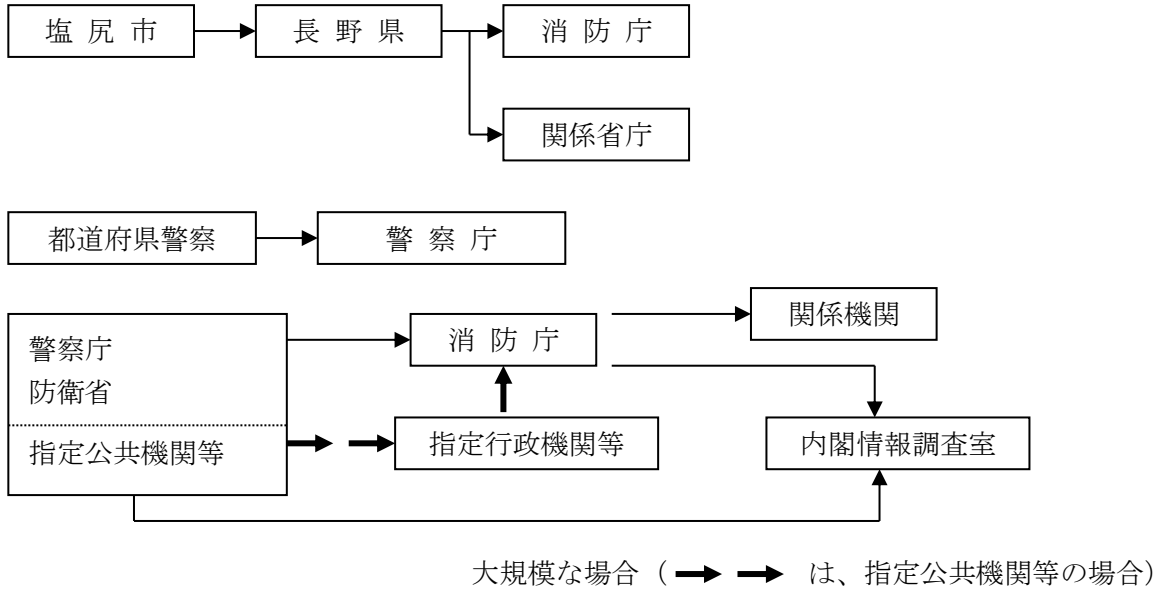 塩尻市
長野県
消防庁
関係省庁
都道府県警察
警察庁
関係機関
警察庁
防衛省
消防庁
指定公共機関等
指定行政機関等
内閣情報調査室
大規模な場合（ は、指定公共機関等の場合）